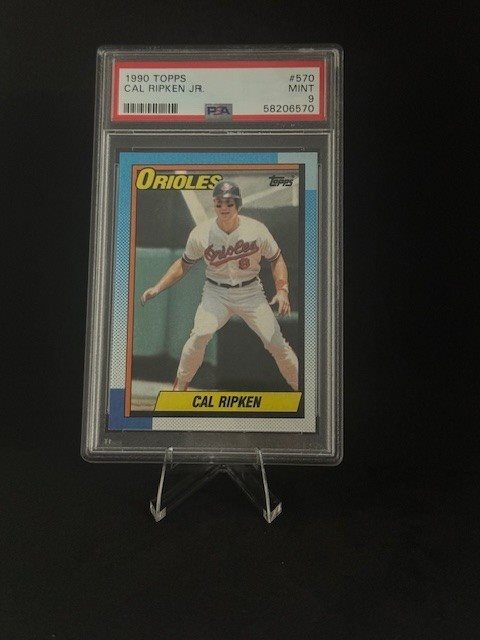 1990 TOPPS #570
CAL RIPKEN JR. MINT
9
PSA 58206570
ORIOLES
Topps
Orioles
8
CAL RIPKEN